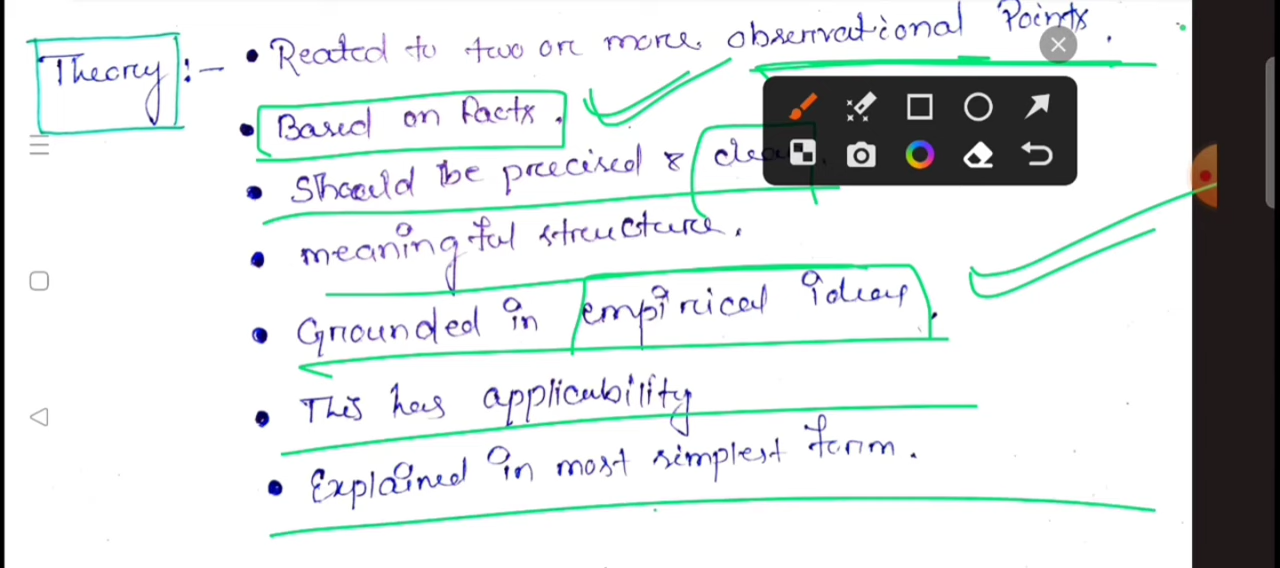 Theory :-
• Reated to two or more observational Points.
• Based on facts.
• Should be precised & clear
• meaningful structure.
• Grounded in empirical ideas.
• This has applicability
• Explained in most simplest form.